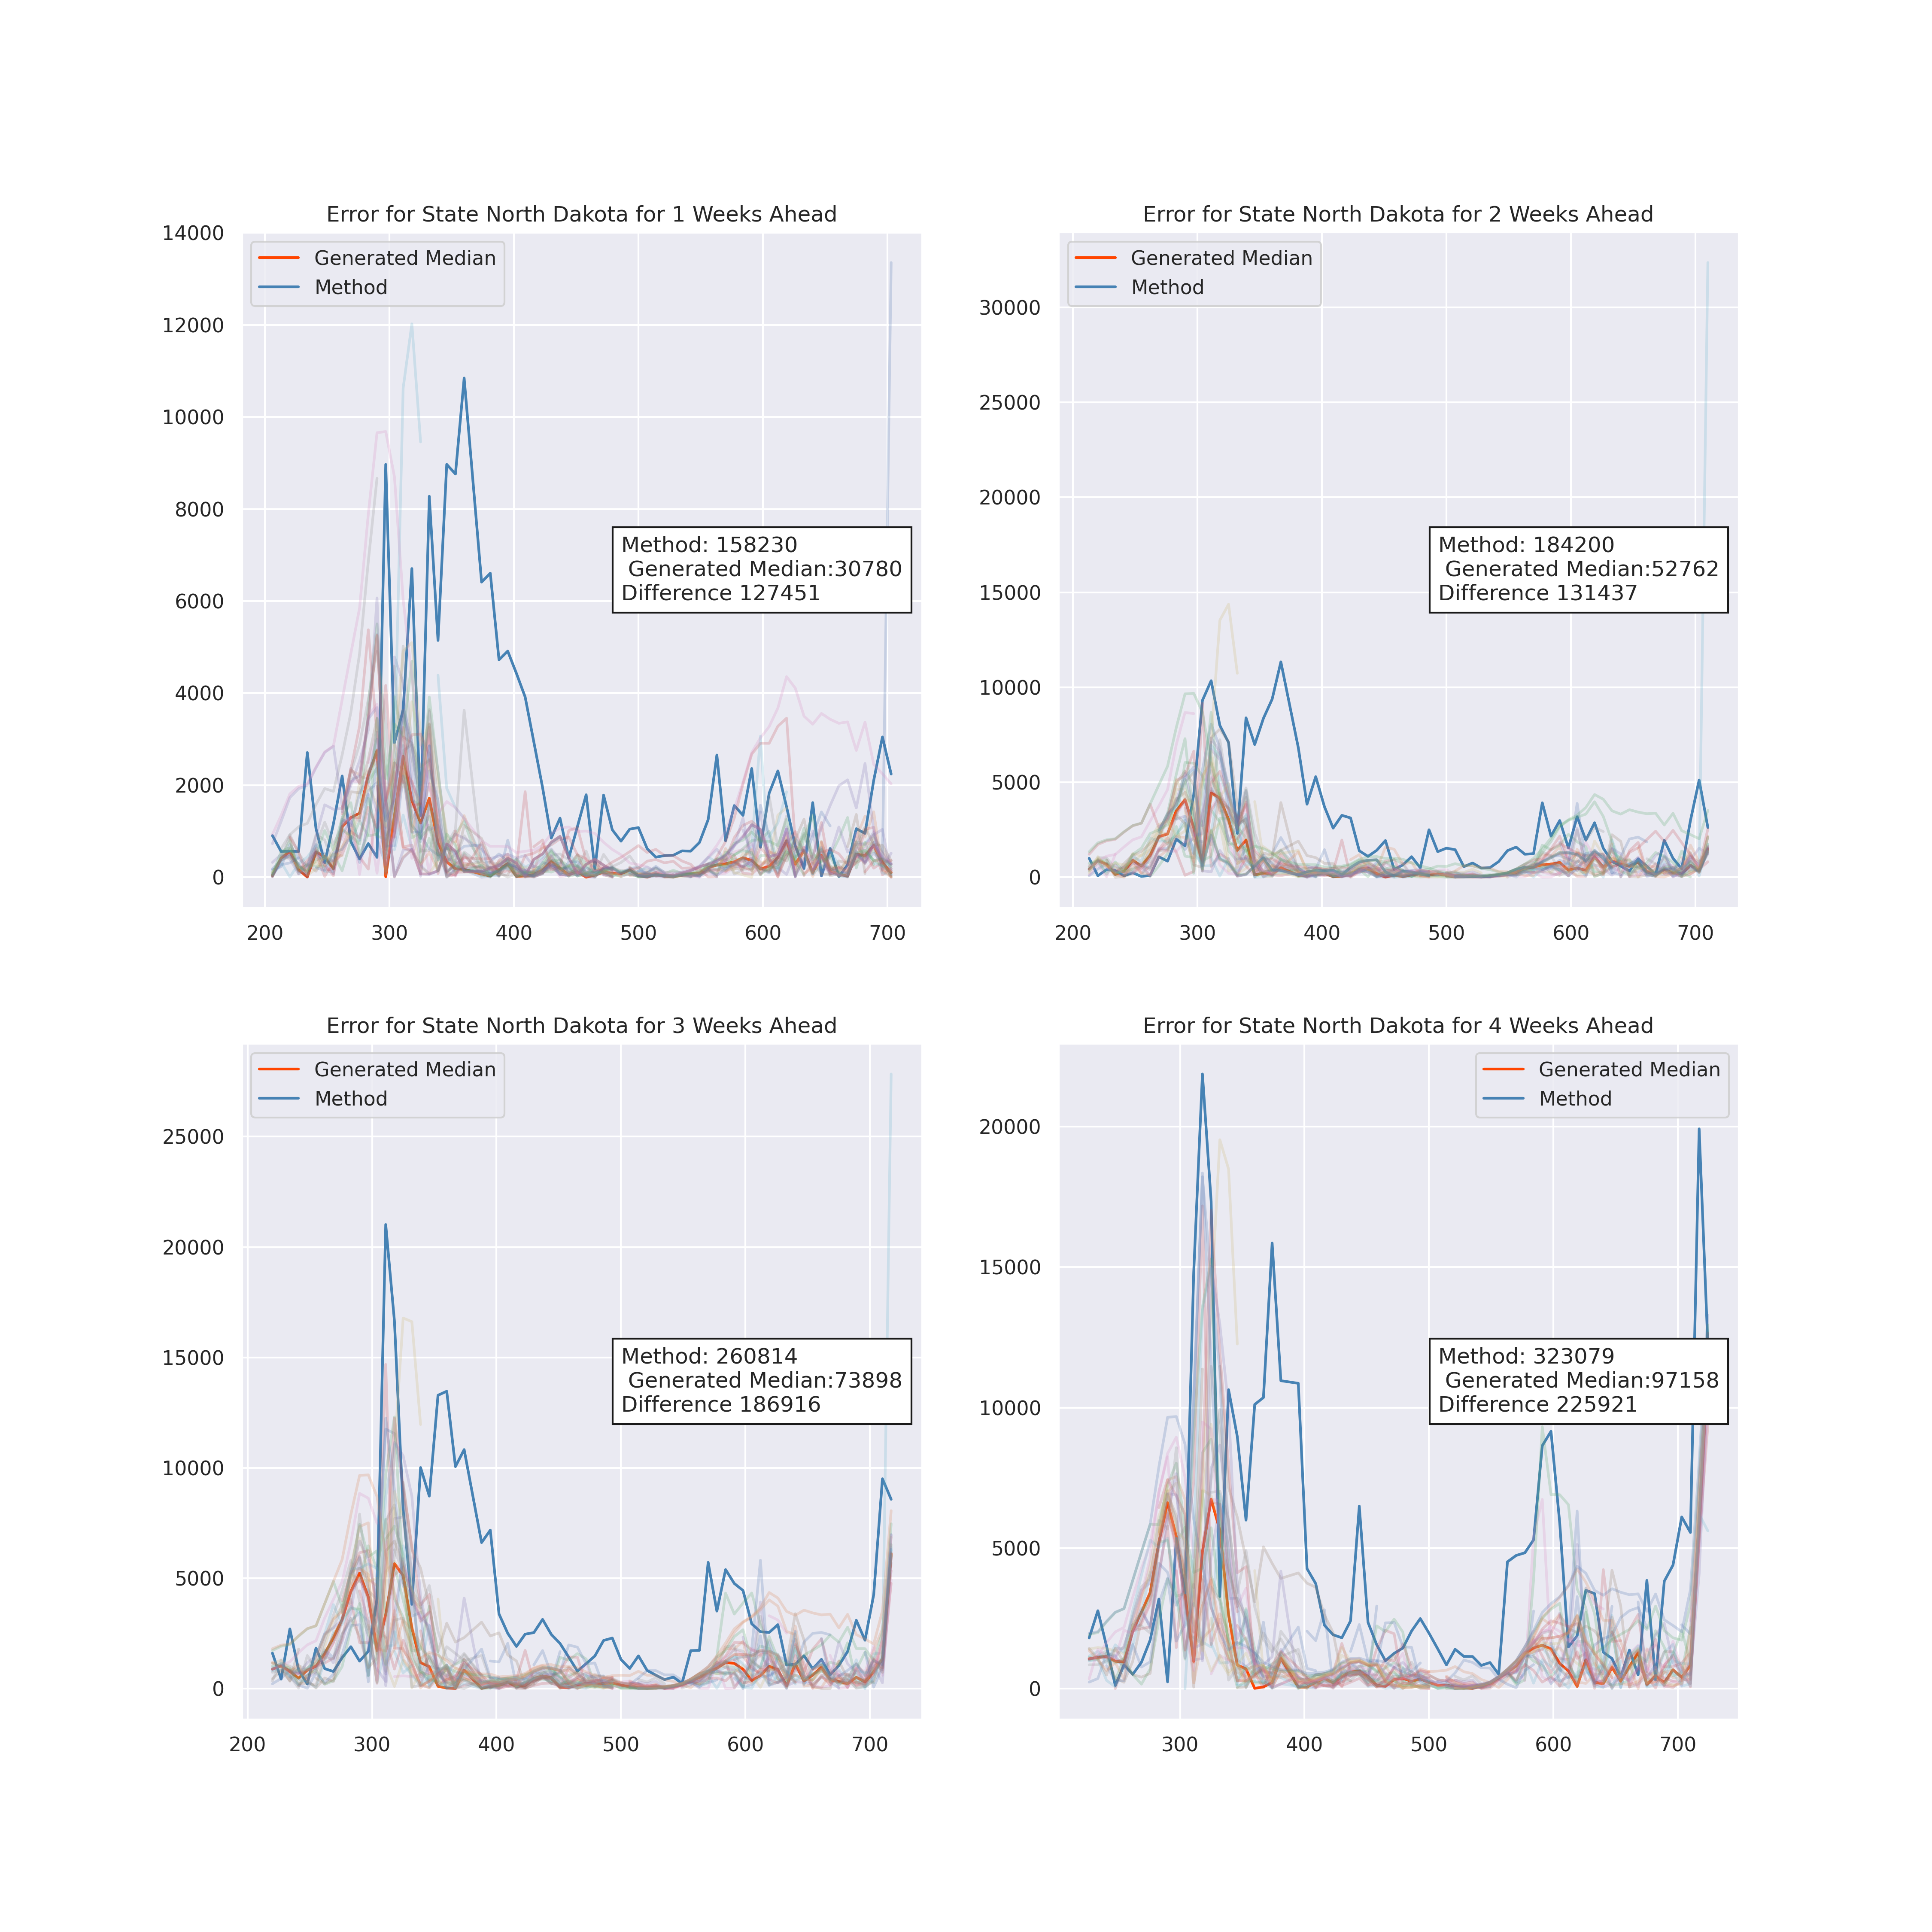 Error for State North Dakota for 1 Weeks Ahead
14000
12000
10000
8000
6000
4000
2000
0
Generated Median
Method
Method: 158230
Generated Median:30780
Difference 127451
200 300 400 500 600 700
Error for State North Dakota for 2 Weeks Ahead
30000
25000
20000
15000
10000
5000
0
Generated Median
Method
Method: 184200
Generated Median:52762
Difference 131437
200 300 400 500 600 700
Error for State North Dakota for 3 Weeks Ahead
25000
20000
15000
10000
5000
0
Generated Median
Method
Method: 260814
Generated Median:73898
Difference 186916
200 300 400 500 600 700
Error for State North Dakota for 4 Weeks Ahead
20000
15000
10000
5000
0
Generated Median
Method
Method: 323079
Generated Median:97158
Difference 225921
300 400 500 600 700